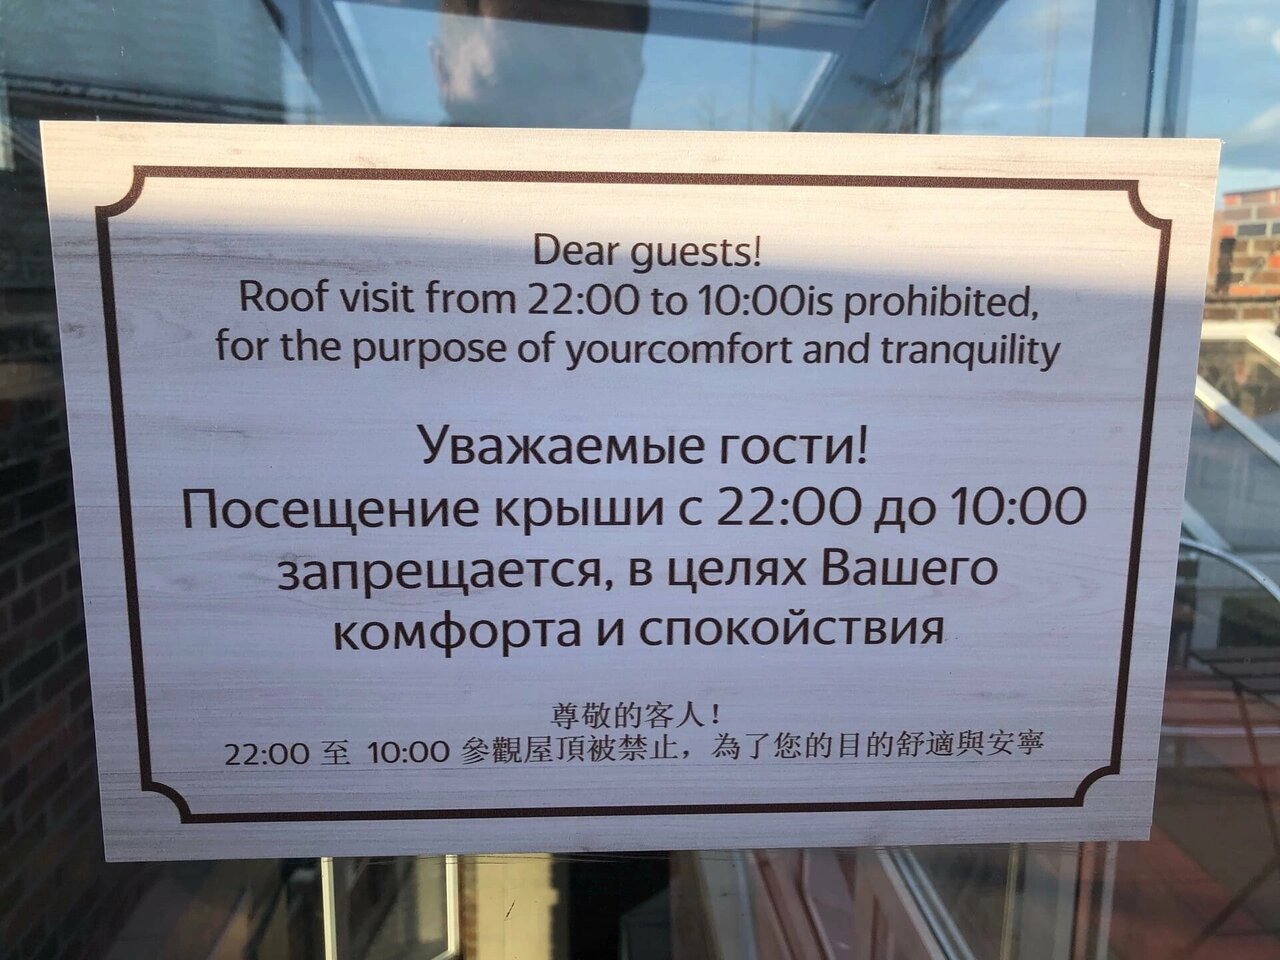 Dear guests!
Roof visit from 22:00 to 10:00is prohibited,
for the purpose of yourcomfort and tranquility
Уважаемые гости!
Посещение крыши с 22:00 до 10:00
запрещается, в целях Вашего
комфорта и спокойствия
尊敬的客人！
22:00 至 10:00 參觀屋頂被禁止，為了您的目的舒適與安寧